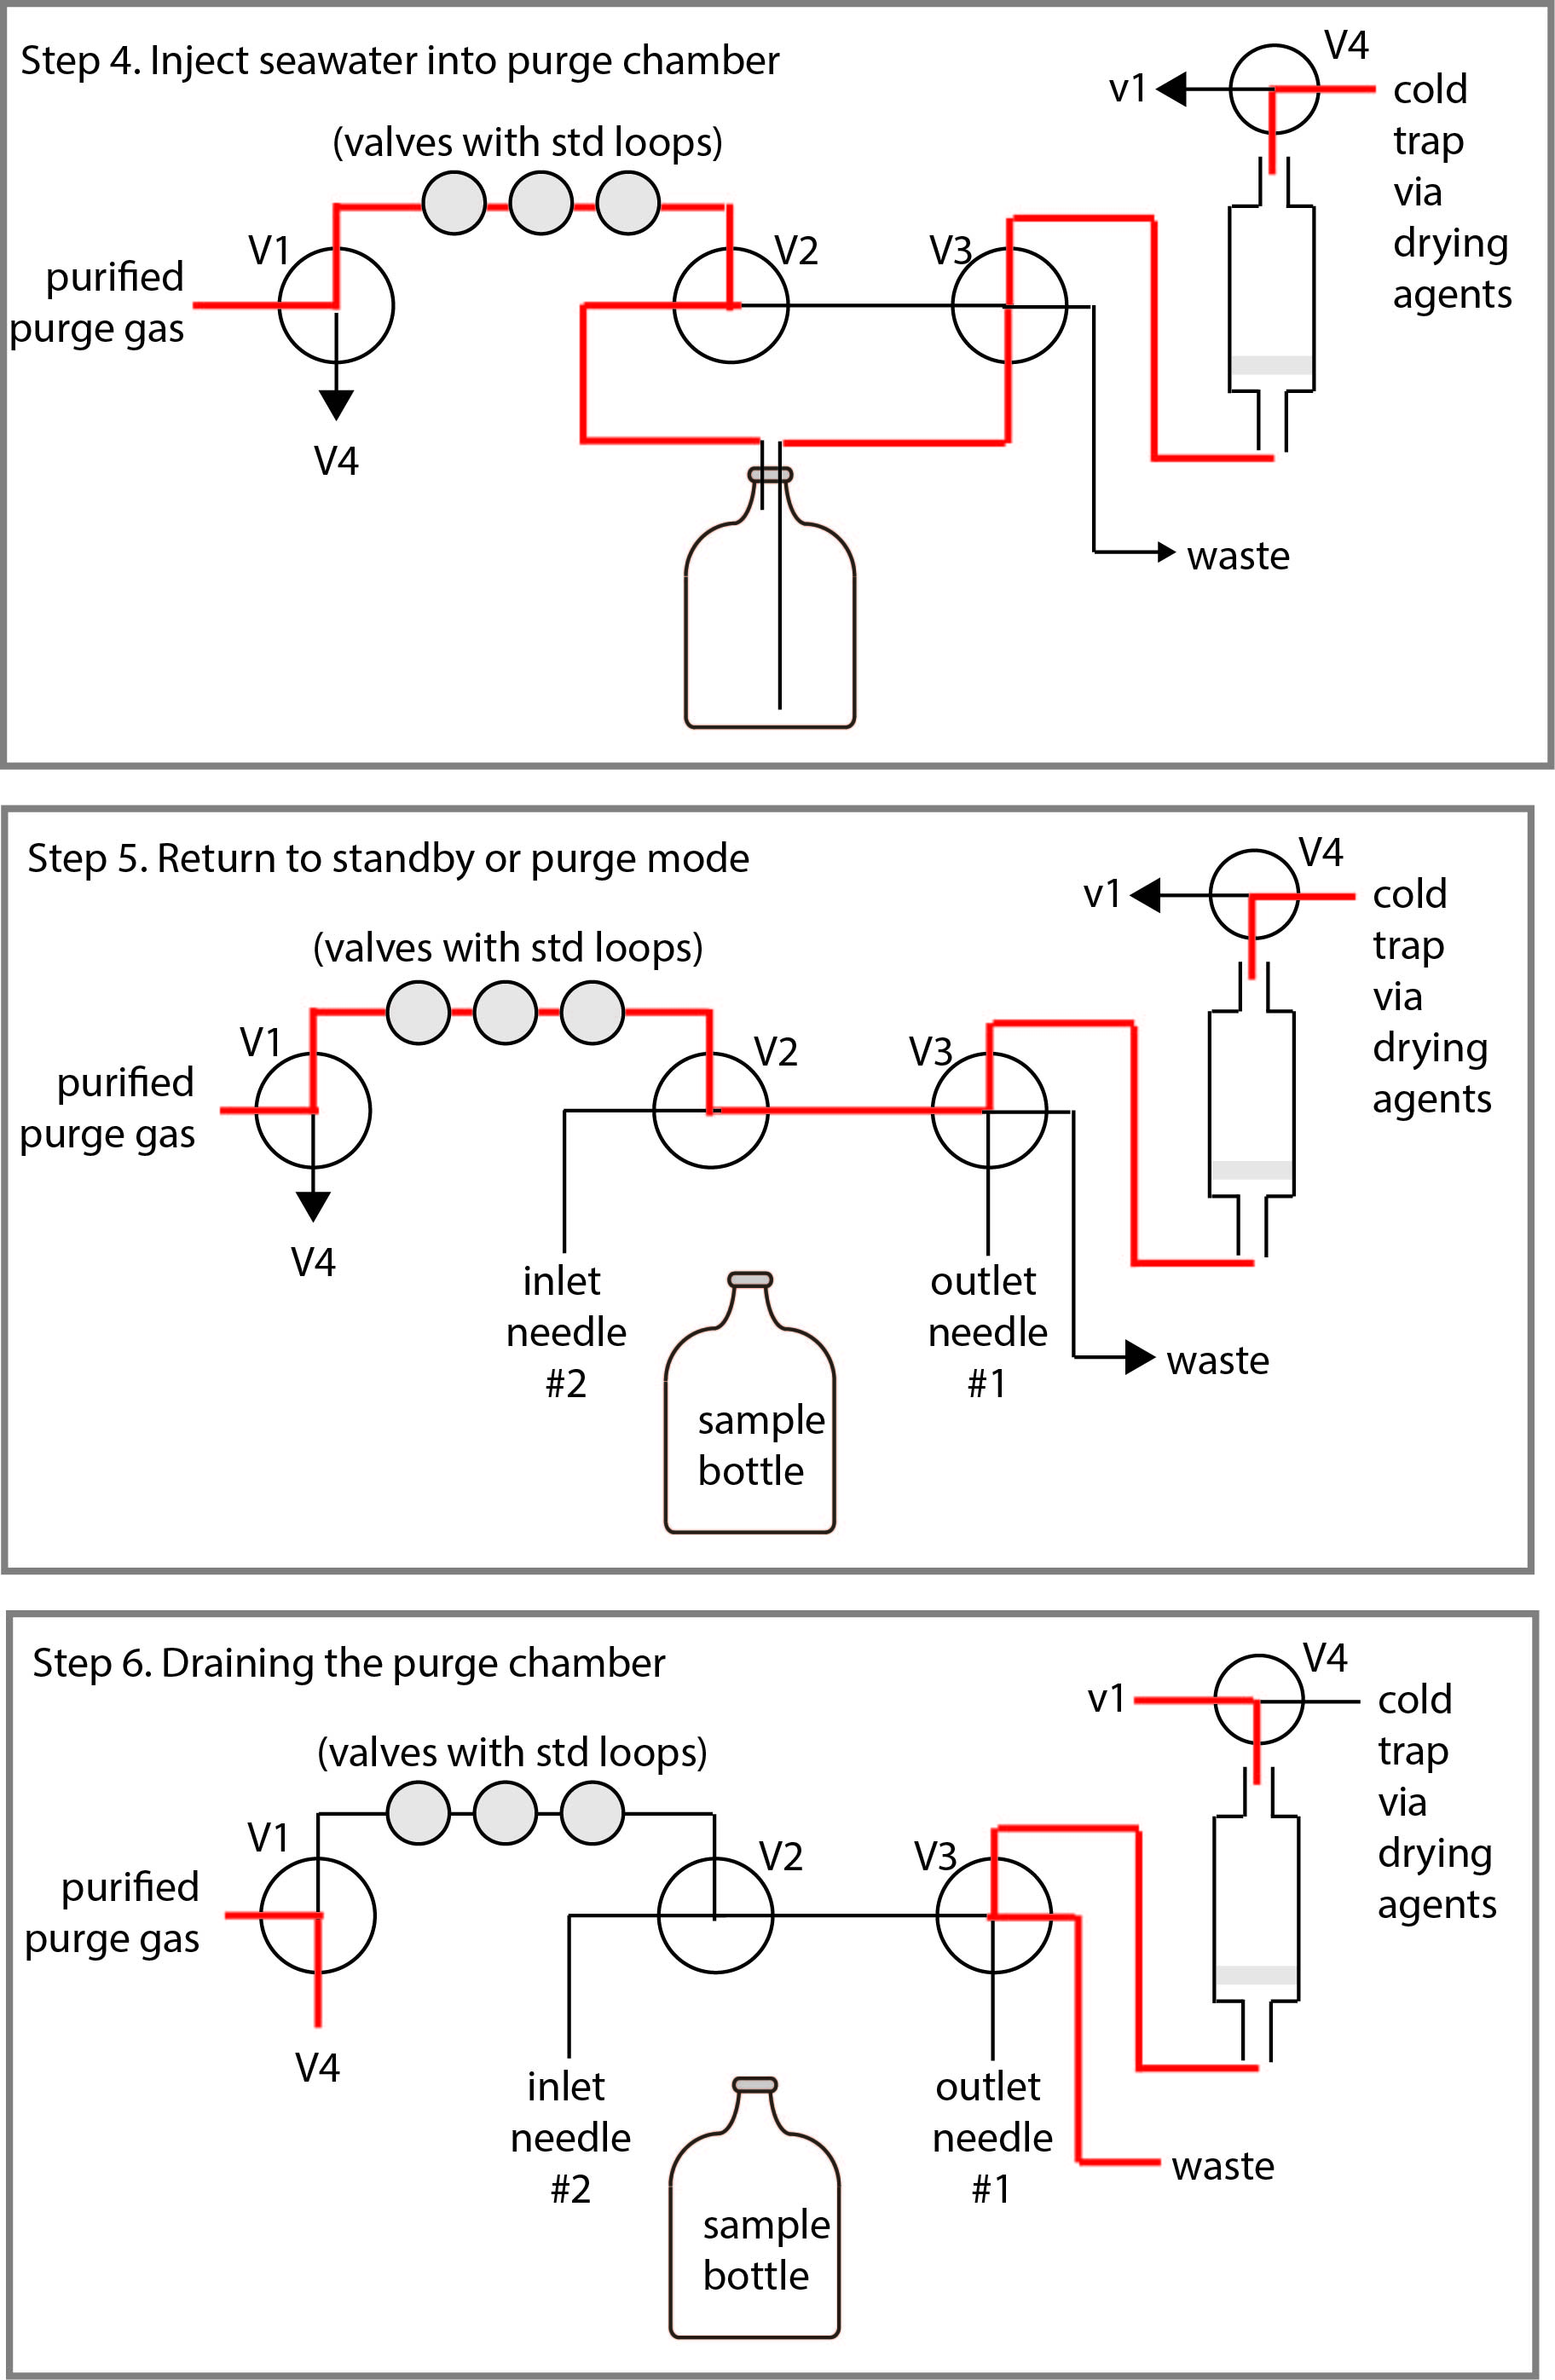 Step 4. Inject seawater into purge chamber
V4
v1
cold
trap
via
drying
agents
(valves with std loops)
V1
V2
V3
purified
purge gas
V4
waste
Step 5. Return to standby or purge mode
V4
v1
cold
trap
via
drying
agents
(valves with std loops)
V1
V2
V3
purified
purge gas
V4
inlet
needle
#2
outlet
needle
#1
waste
sample
bottle
Step 6. Draining the purge chamber
V4
v1
cold
trap
via
drying
agents
(valves with std loops)
V1
V2
V3
purified
purge gas
V4
inlet
needle
#2
outlet
needle
#1
waste
sample
bottle